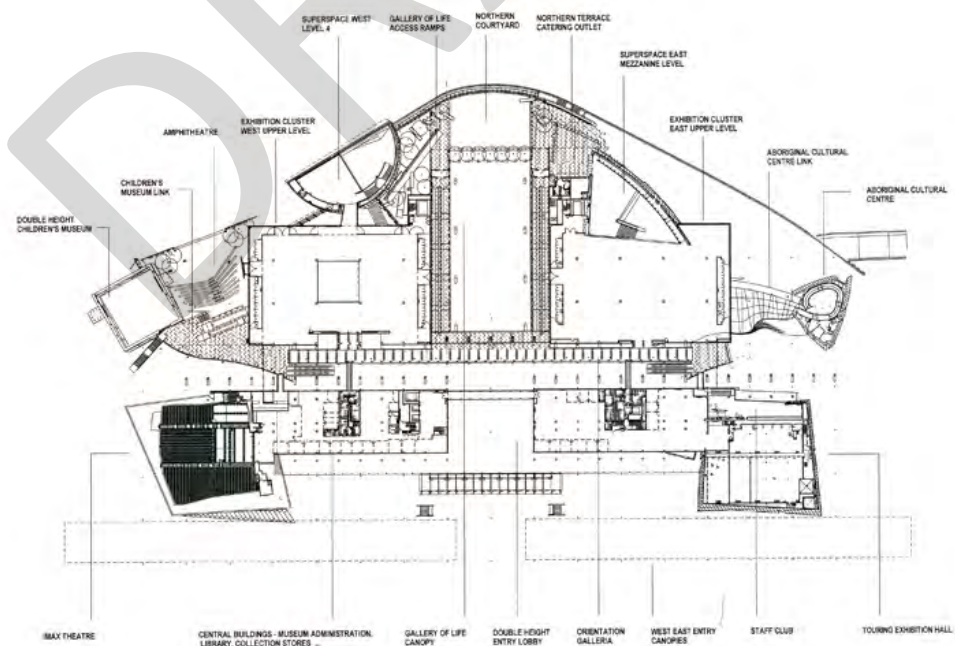 SUPERSPACE WEST
LEVEL 4
GALLERY OF LIFE
ACCESS RAMPS
NORTHERN
COURTYARD
NORTHERN TERRACE
CATERING OUTLET
SUPERSPACE EAST
MEZZANINE LEVEL
AMPHITHEATRE
EXHIBITION CLUSTER
WEST UPPER LEVEL
EXHIBITION CLUSTER
EAST UPPER LEVEL
ABORIGINAL CULTURAL
CENTRE LINK
CHILDREN'S
MUSEUM LINK
ABORIGINAL CULTURAL
CENTRE
DOUBLE HEIGHT
CHILDREN'S MUSEUM
IMAX THEATRE
CENTRAL BUILDINGS - MUSEUM ADMINISTRATION,
LIBRARY, COLLECTION STORES
GALLERY OF LIFE
CANOPY
DOUBLE HEIGHT
ENTRY LOBBY
ORIENTATION
GALLERIA
WEST EAST ENTRY
CANOPIES
STAFF CLUB
TOURING EXHIBITION HALL